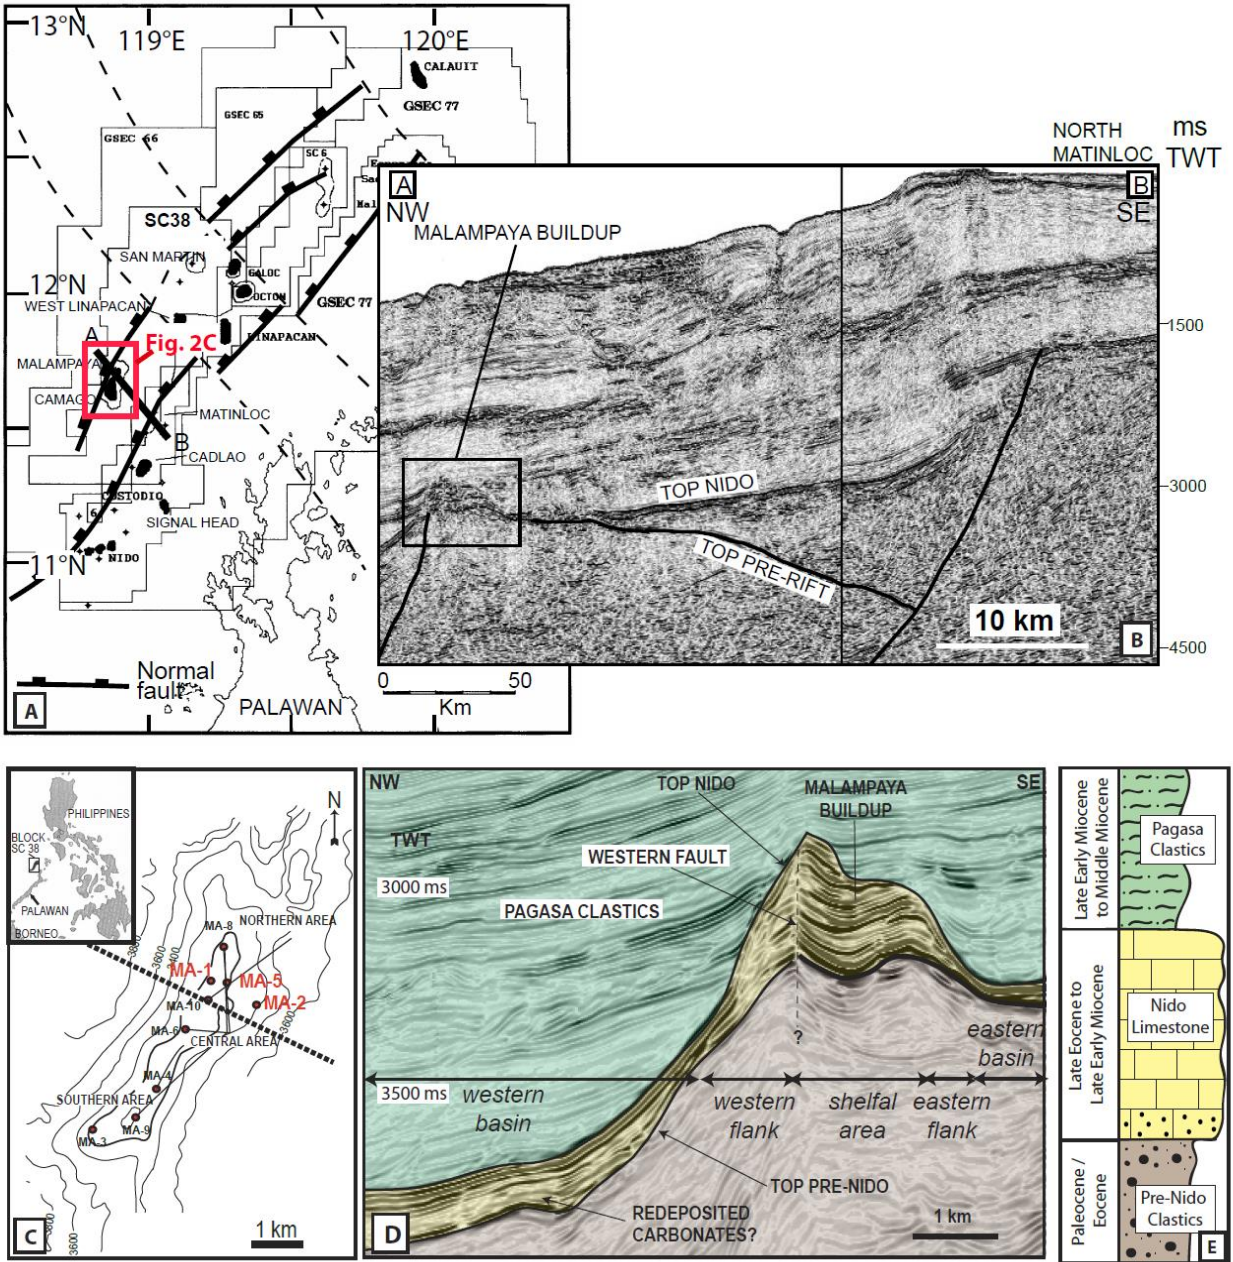 13°N
119°E
120°E
CALAUIT
GSEC 77
GSEC 65
GSEC 66
SC 6
SC38
SAN MARTIN
GALOC
OCTON
12°N
WEST LINAPACAN
GSEC 77
A
Fig. 2C
LINAPACAN
MALAMPAYA
CAMAGO
MATINLOC
B
CADLAO
CUSTODIO
6
SIGNAL HEAD
11°N
NIDO
Normal
fault
0 50
Km
PALAWAN
A
NORTH
MATINLOC
ms
TWT
A
NW
B
SE
MALAMPAYA BUILDUP
1500
TOP NIDO
3000
TOP PRE-RIFT
10 km
4500
B
PHILIPPINES
BLOCK
SC 38
PALAWAN
BORNEO
N
NORTHERN AREA
MA-8
3600
MA-1
MA-5
MA-2
MA-10
MA-6
3600
CENTRAL AREA
MA-4
SOUTHERN AREA
MA-9
MA-3
3600
1 km
C
NW
SE
TOP NIDO
MALAMPAYA
BUILDUP
TWT
WESTERN FAULT
3000 ms
PAGASA CLASTICS
?
eastern
basin
3500 ms
western
basin
western
flank
shelfal
area
eastern
flank
TOP PRE-NIDO
REDEPOSITED
CARBONATES?
1 km
D
Late Early Miocene
to Middle Miocene
Pagasa
Clastics
Late Eocene to
Late Early Miocene
Nido
Limestone
Paleocene /
Eocene
Pre-Nido
Clastics
E